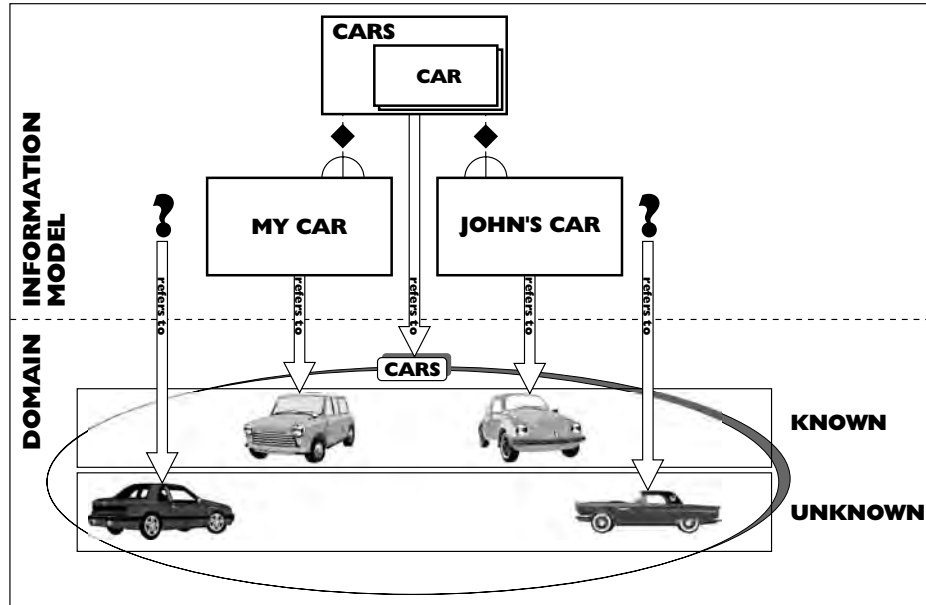 CARS
CAR
INFORMATION
MODEL
?
MY CAR
JOHN'S CAR
?
refers to
refers to
refers to
refers to
refers to
DOMAIN
CARS
KNOWN
UNKNOWN